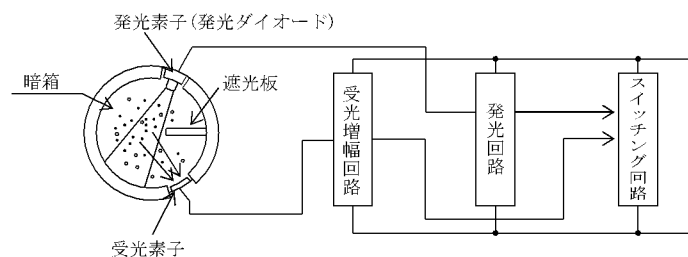 発光素子(発光ダイオード)
暗箱
遮光板
受光素子
受光増幅回路
発光回路
スイッチング回路